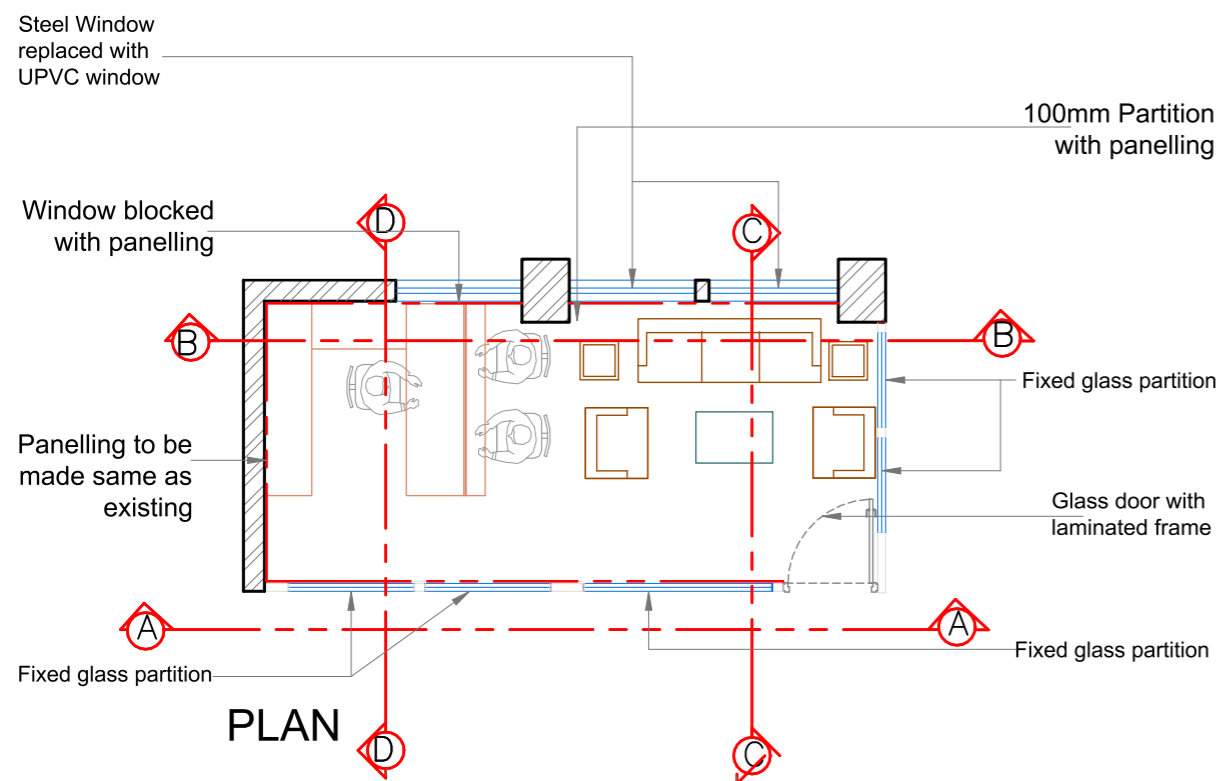 Steel Window
replaced with
UPVC window
100mm Partition
with panelling
Window blocked
with panelling
D
C
B
B
Fixed glass partition
Panelling to be
made same as
existing
Glass door with
laminated frame
A
A
Fixed glass partition
Fixed glass partition
PLAN
D
C